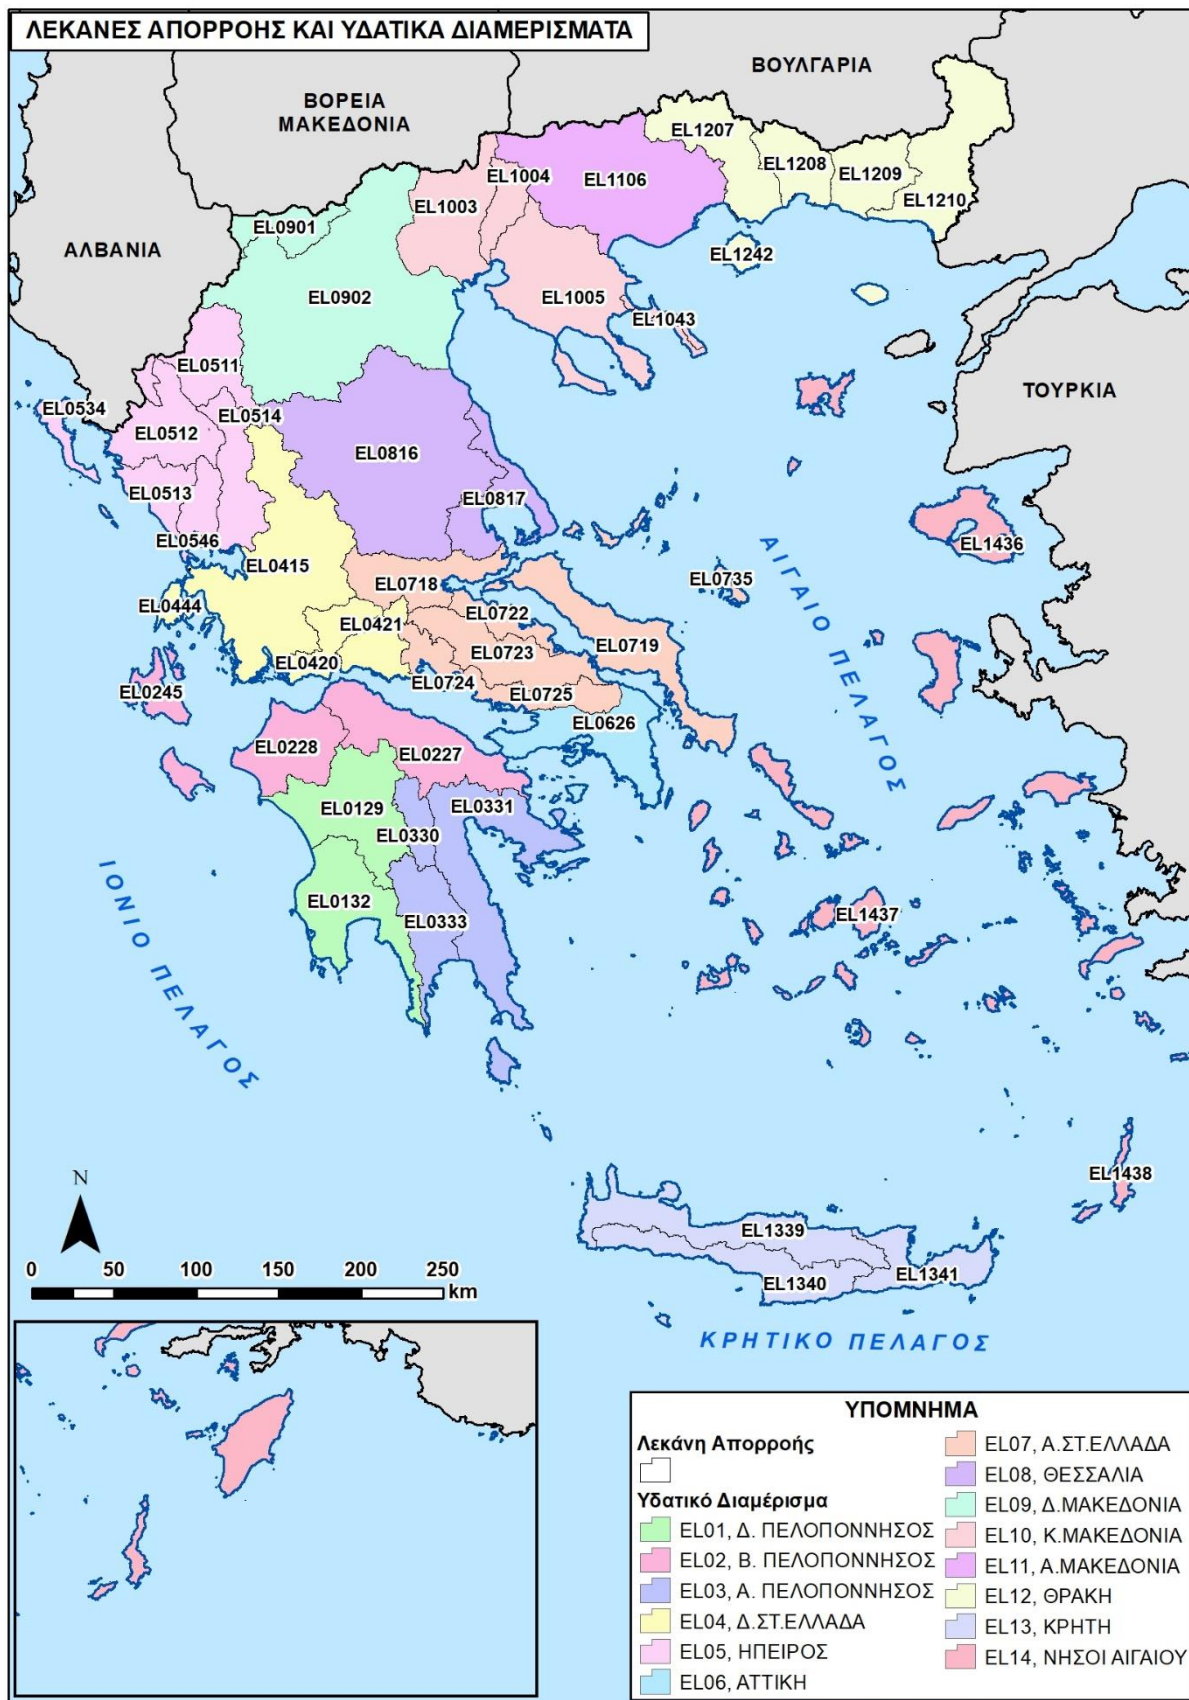 ΛΕΚΑΝΕΣ ΑΠΟΡΡΟΗΣ ΚΑΙ ΥΔΑΤΙΚΑ ΔΙΑΜΕΡΙΣΜΑΤΑ
ΒΟΥΛΓΑΡΙΑ
ΒΟΡΕΙΑ
ΜΑΚΕΔΟΝΙΑ
ΑΛΒΑΝΙΑ
ΤΟΥΡΚΙΑ
EL1207
EL1208
EL1209
EL1210
EL1106
EL1004
EL1003
EL0901
EL1242
EL0902
EL1005
EL1043
EL0511
EL0534
EL0514
EL0512
EL0816
EL0513
EL0817
EL0546
EL0415
EL1436
EL0718
EL0735
EL0444
EL0722
EL0421
EL0723
EL0719
EL0420
EL0724
EL0245
EL0725
EL0626
EL0228
EL0227
EL0129
EL0331
EL0330
EL0132
EL0333
EL1437
EL1438
EL1339
EL1340
EL1341
ΑΙΓΑΙΟ ΠΕΛΑΓΟΣ
ΙΟΝΙΟ ΠΕΛΑΓΟΣ
ΚΡΗΤΙΚΟ ΠΕΛΑΓΟΣ
N
0 50 100 150 200 250
km
ΥΠΟΜΝΗΜΑ
Λεκάνη Απορροής
Υδατικό Διαμέρισμα
EL01, Δ. ΠΕΛΟΠΟΝΝΗΣΟΣ
EL02, Β. ΠΕΛΟΠΟΝΝΗΣΟΣ
EL03, Α. ΠΕΛΟΠΟΝΝΗΣΟΣ
EL04, Δ.ΣΤ.ΕΛΛΑΔΑ
EL05, ΗΠΕΙΡΟΣ
EL06, ΑΤΤΙΚΗ
EL07, Α.ΣΤ.ΕΛΛΑΔΑ
EL08, ΘΕΣΣΑΛΙΑ
EL09, Δ.ΜΑΚΕΔΟΝΙΑ
EL10, Κ.ΜΑΚΕΔΟΝΙΑ
EL11, Α.ΜΑΚΕΔΟΝΙΑ
EL12, ΘΡΑΚΗ
EL13, ΚΡΗΤΗ
EL14, ΝΗΣΟΙ ΑΙΓΑΙΟΥ